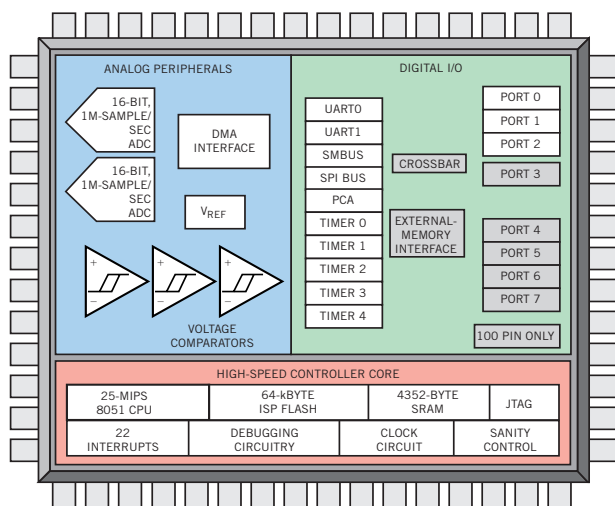 ANALOG PERIPHERALS
16-BIT,
1M-SAMPLE/
SEC
ADC
16-BIT,
1M-SAMPLE/
SEC
ADC
DMA
INTERFACE
VREF
+
−
+
−
+
−
VOLTAGE
COMPARATORS
DIGITAL I/O
UART0
UART1
SMBUS
SPI BUS
PCA
TIMER 0
TIMER 1
TIMER 2
TIMER 3
TIMER 4
CROSSBAR
EXTERNAL-
MEMORY
INTERFACE
PORT 0
PORT 1
PORT 2
PORT 3
PORT 4
PORT 5
PORT 6
PORT 7
100 PIN ONLY
HIGH-SPEED CONTROLLER CORE
25-MIPS
8051 CPU
64-kBYTE
ISP FLASH
4352-BYTE
SRAM
JTAG
22
INTERRUPTS
DEBUGGING
CIRCUITRY
CLOCK
CIRCUIT
SANITY
CONTROL